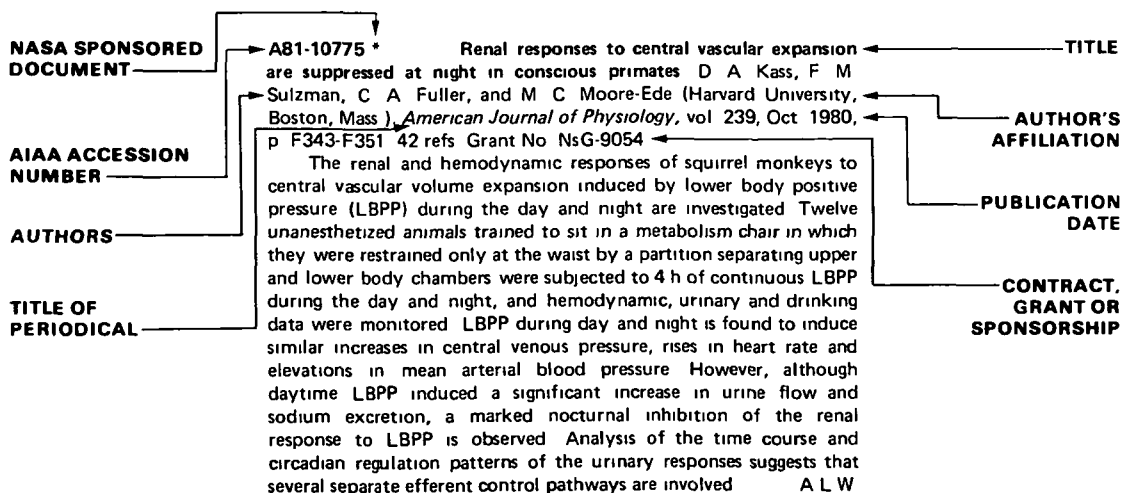 NASA SPONSORED
DOCUMENT
AIAA ACCESSION
NUMBER
AUTHORS
TITLE OF
PERIODICAL
A81-10775 * Renal responses to central vascular expansion
are suppressed at night in conscious primates D A Kass, F M
Sulzman, C A Fuller, and M C Moore-Ede (Harvard University,
Boston, Mass ), American Journal of Physiology, vol 239, Oct 1980,
p F343-F351 42 refs Grant No NsG-9054
The renal and hemodynamic responses of squirrel monkeys to
central vascular volume expansion induced by lower body positive
pressure (LBPP) during the day and night are investigated Twelve
unanesthetized animals trained to sit in a metabolism chair in which
they were restrained only at the waist by a partition separating upper
and lower body chambers were subjected to 4 h of continuous LBPP
during the day and night, and hemodynamic, urinary and drinking
data were monitored LBPP during day and night is found to induce
similar increases in central venous pressure, rises in heart rate and
elevations in mean arterial blood pressure However, although
daytime LBPP induced a significant increase in urine flow and
sodium excretion, a marked nocturnal inhibition of the renal
response to LBPP is observed Analysis of the time course and
circadian regulation patterns of the urinary responses suggests that
several separate efferent control pathways are involved A L W
TITLE
AUTHOR'S
AFFILIATION
PUBLICATION
DATE
CONTRACT,
GRANT OR
SPONSORSHIP